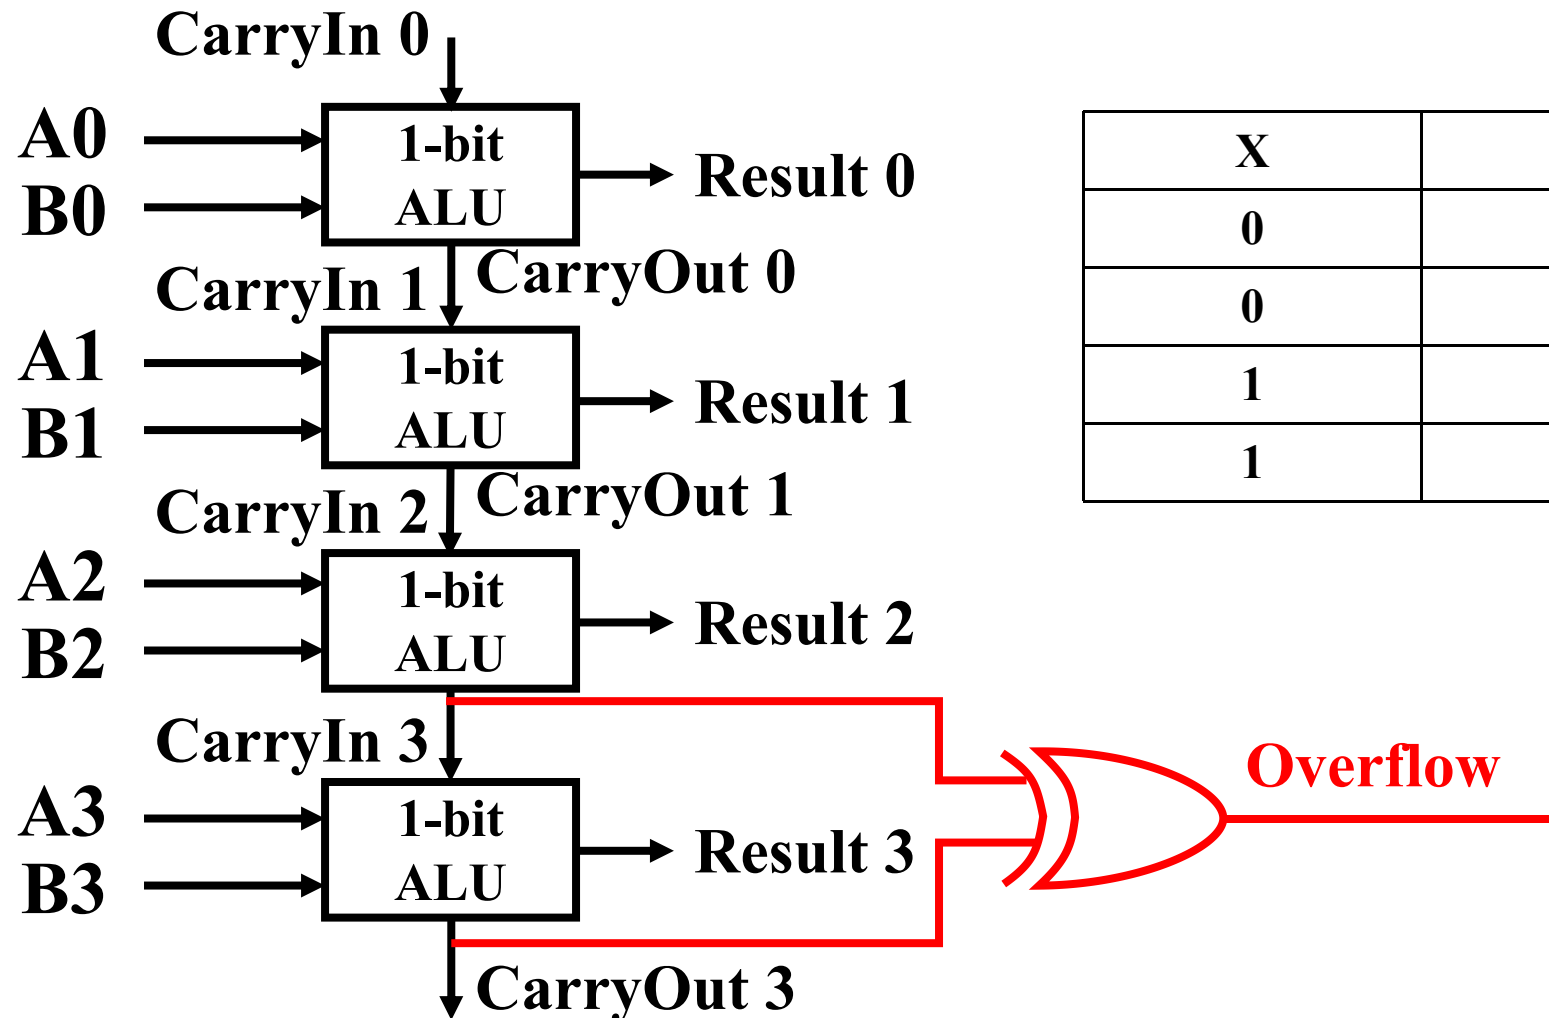 CarryIn 0
A0
B0
1-bit
ALU
Result 0
CarryIn 1
CarryOut 0
A1
B1
1-bit
ALU
Result 1
CarryIn 2
CarryOut 1
A2
B2
1-bit
ALU
Result 2
CarryIn 3
A3
B3
1-bit
ALU
Result 3
CarryOut 3
Overflow
X
0
0
1
1